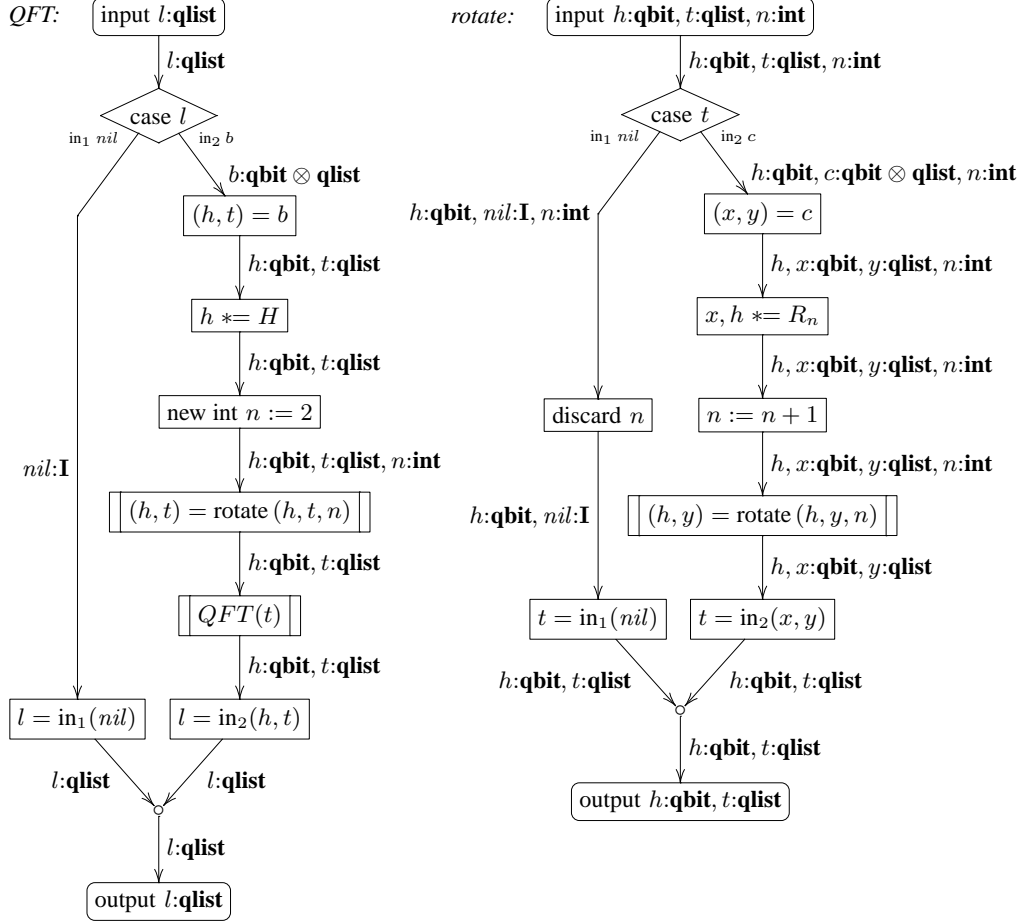 QFT:
input l:qlist
l:qlist
case l
in₁ nil
in₂ b
b:qbit ⊗ qlist
(h, t) = b
h:qbit, t:qlist
h *= H
h:qbit, t:qlist
new int n := 2
nil:I
h:qbit, t:qlist, n:int
(h, t) = rotate (h, t, n)
h:qbit, t:qlist
QFT(t)
h:qbit, t:qlist
l = in₁(nil)
l = in₂(h, t)
l:qlist
l:qlist
l:qlist
output l:qlist
rotate:
input h:qbit, t:qlist, n:int
h:qbit, t:qlist, n:int
case t
in₁ nil
in₂ c
h:qbit, c:qbit ⊗ qlist, n:int
h:qbit, nil:I, n:int
(x, y) = c
h, x:qbit, y:qlist, n:int
x, h *= Rₙ
h, x:qbit, y:qlist, n:int
discard n
n := n + 1
h, x:qbit, y:qlist, n:int
h:qbit, nil:I
(h, y) = rotate (h, y, n)
h, x:qbit, y:qlist
t = in₁(nil)
t = in₂(x, y)
h:qbit, t:qlist
h:qbit, t:qlist
h:qbit, t:qlist
output h:qbit, t:qlist